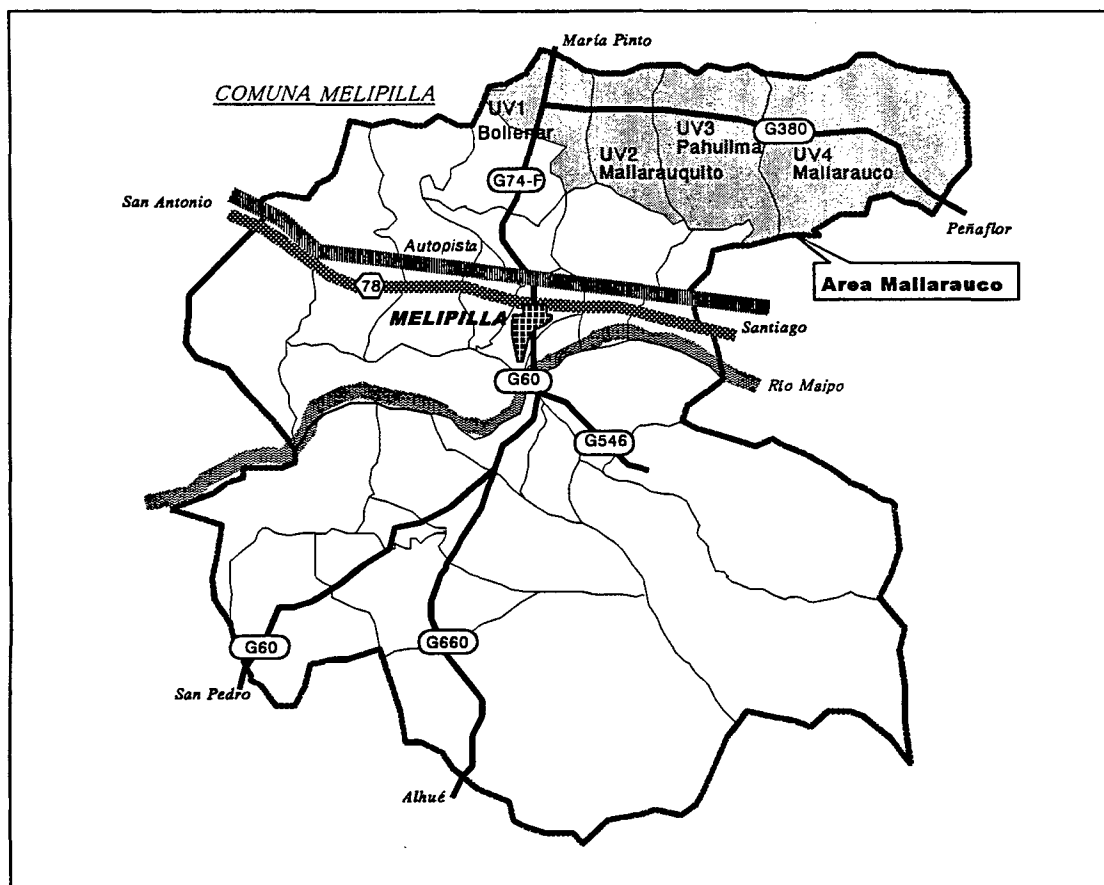 María Pinto
COMUNA MELIPILLA
UV1
Bollenar
UV2
Mallarauquito
UV3
Pahuilma
G380
UV4
Mallarauco
G74-F
San Antonio
Peñaflor
Autopista
Area Mallarauco
78
MELIPILLA
Santiago
G60
Río Maipo
G546
G60
G660
San Pedro
Alhué